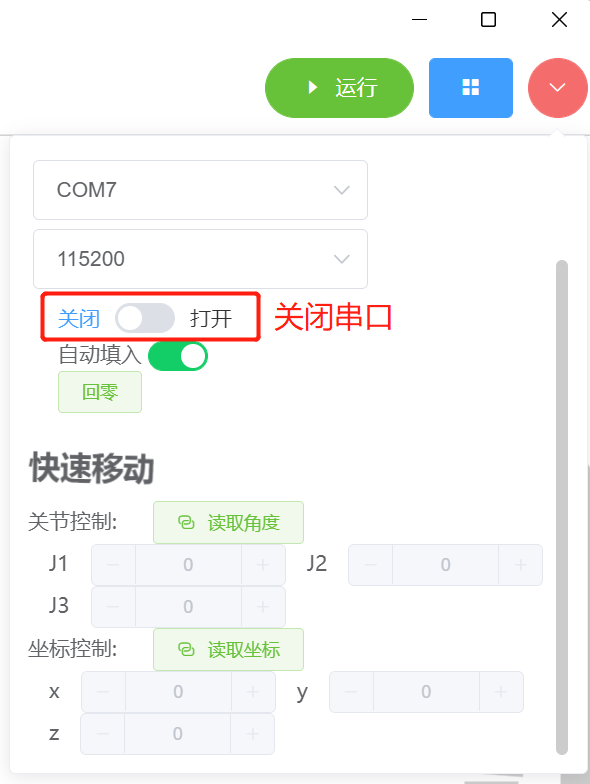 运行
COM7
115200
关闭 打开 关闭串口
自动填入
回零
快速移动
关节控制: 读取角度
J1 − 0 + J2 − 0 +
J3 − 0 +
坐标控制: 读取坐标
x − 0 + y − 0 +
z − 0 +